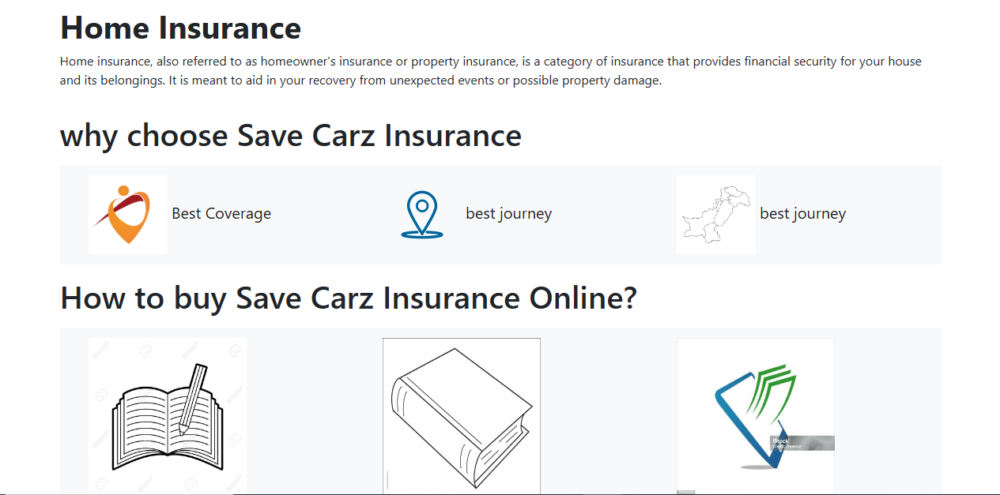 Home Insurance
Home insurance, also referred to as homeowner's insurance or property insurance, is a category of insurance that provides financial security for your house
and its belongings. It is meant to aid in your recovery from unexpected events or possible property damage.
why choose Save Carz Insurance
Best Coverage
best journey
best journey
How to buy Save Carz Insurance Online?
iStock